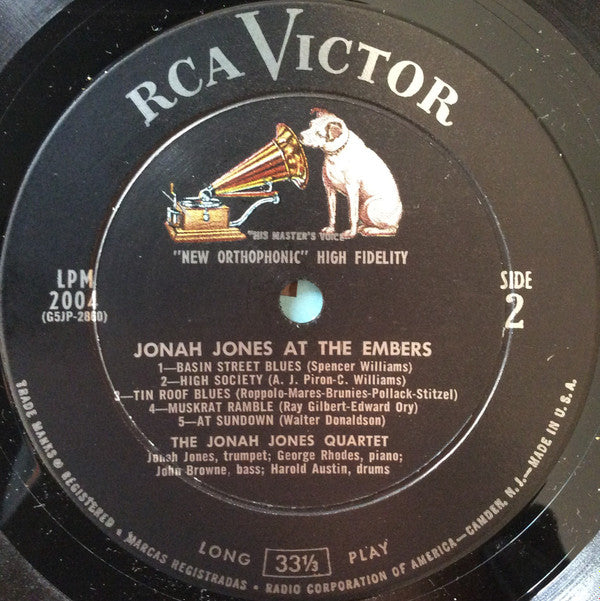 RCA VICTOR
"HIS MASTER'S VOICE"
"NEW ORTHOPHONIC" HIGH FIDELITY
LPM
2004
(G5JP-2860)
SIDE
2
JONAH JONES AT THE EMBERS
1—BASIN STREET BLUES (Spencer Williams)
2—HIGH SOCIETY (A. J. Piron-C. Williams)
3—TIN ROOF BLUES (Roppolo-Mares-Brunies-Pollack-Stitzel)
4—MUSKRAT RAMBLE (Ray Gilbert-Edward Ory)
5—AT SUNDOWN (Walter Donaldson)
THE JONAH JONES QUARTET
Jonah Jones, trumpet; George Rhodes, piano;
John Browne, bass; Harold Austin, drums
LONG 33⅓ PLAY
TRADE MARKS ® REGISTERED • MARCAS REGISTRADAS • RADIO CORPORATION OF AMERICA—CAMDEN, N.J.—MADE IN U.S.A.